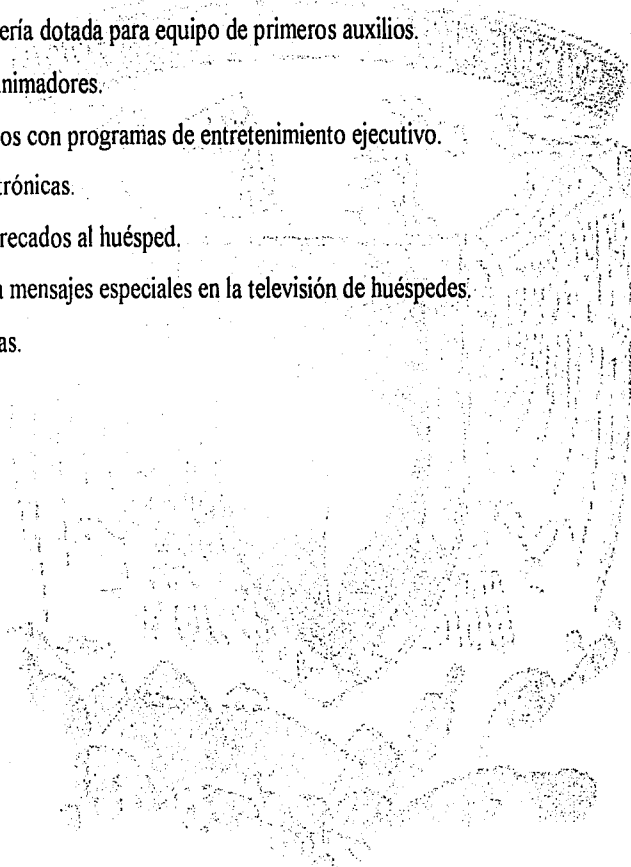 ería dotada para equipo de primeros auxilios.
nimadores.
os con programas de entretenimiento ejecutivo.
trónicas.
recados al huésped.
mensajes especiales en la televisión de huéspedes.
as.